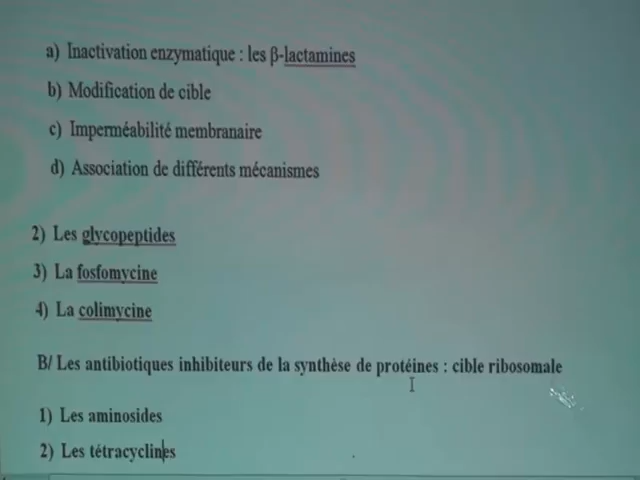 a) Inactivation enzymatique : les β-lactamines
b) Modification de cible
c) Imperméabilité membranaire
d) Association de différents mécanismes
2) Les glycopeptides
3) La fosfomycine
4) La colimycine
B/ Les antibiotiques inhibiteurs de la synthèse de protéines : cible ribosomale
1) Les aminosides
2) Les tétracyclines